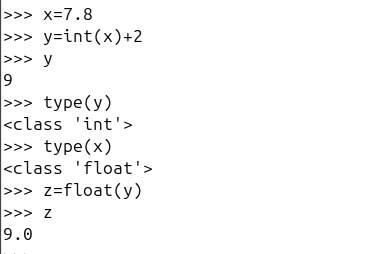 >>> x=7.8
>>> y=int(x)+2
>>> y
9
>>> type(y)
<class 'int'>
>>> type(x)
<class 'float'>
>>> z=float(y)
>>> z
9.0